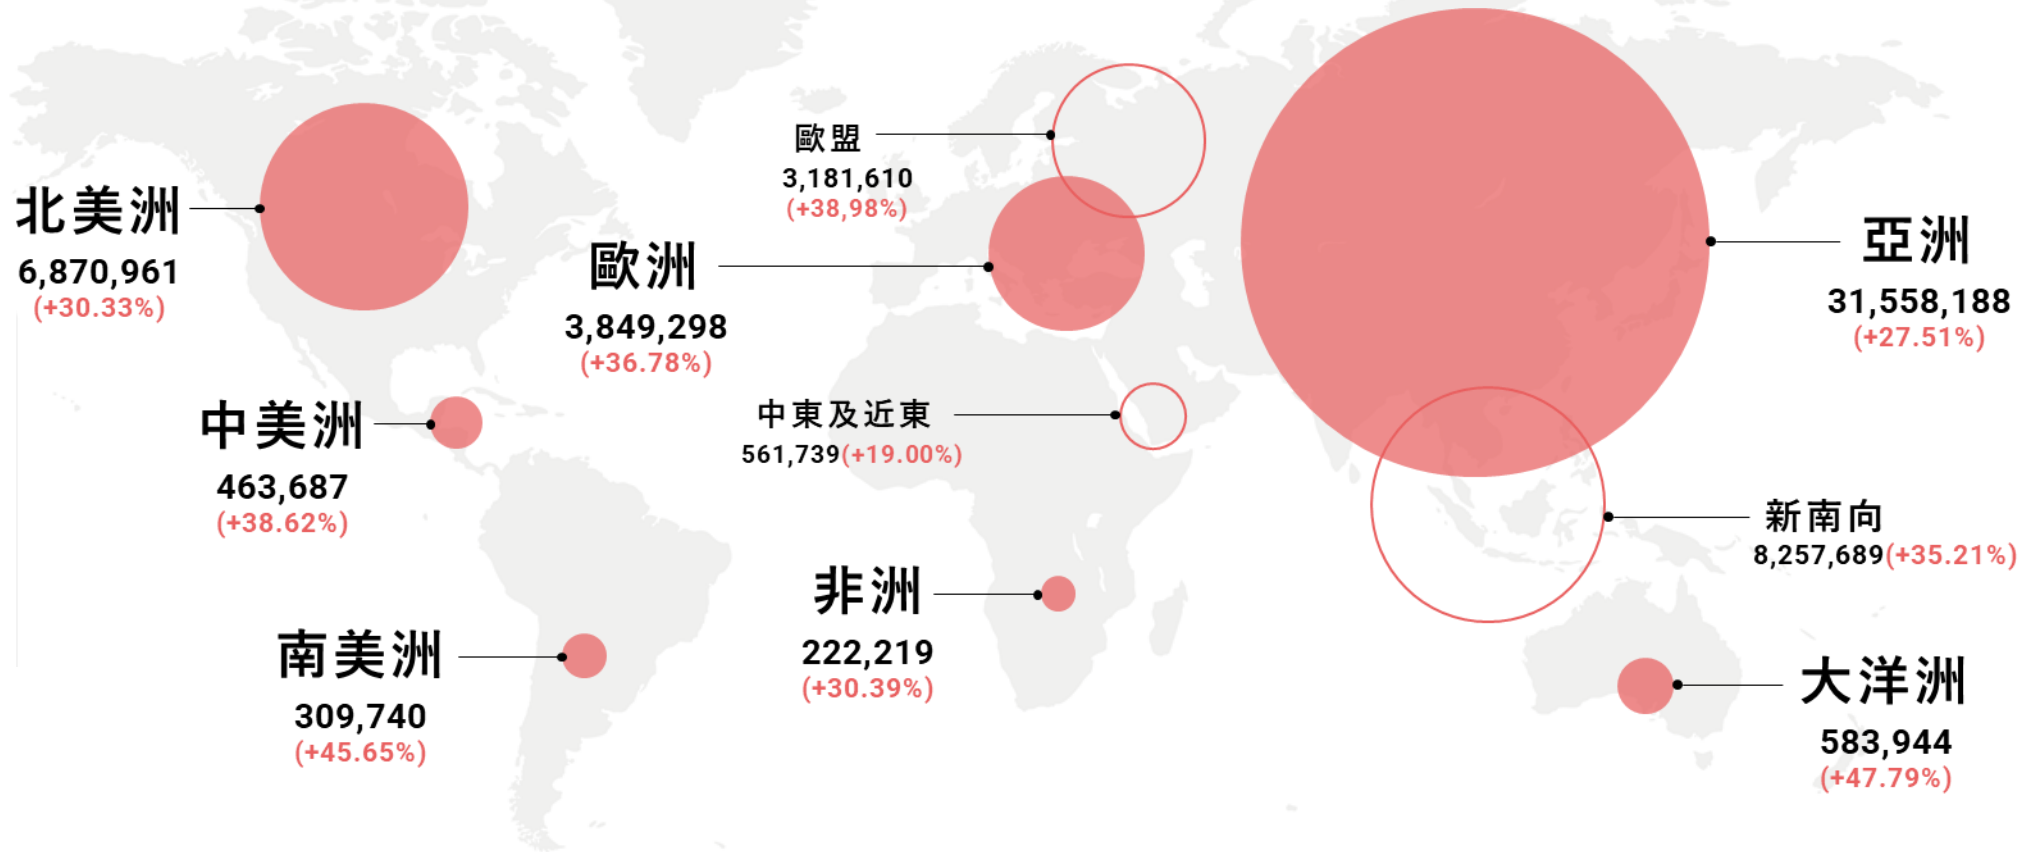 北美洲
6,870,961
(+30.33%)
中美洲
463,687
(+38.62%)
南美洲
309,740
(+45.65%)
歐盟
3,181,610
(+38,98%)
歐洲
3,849,298
(+36.78%)
中東及近東
561,739(+19.00%)
非洲
222,219
(+30.39%)
亞洲
31,558,188
(+27.51%)
新南向
8,257,689(+35.21%)
大洋洲
583,944
(+47.79%)